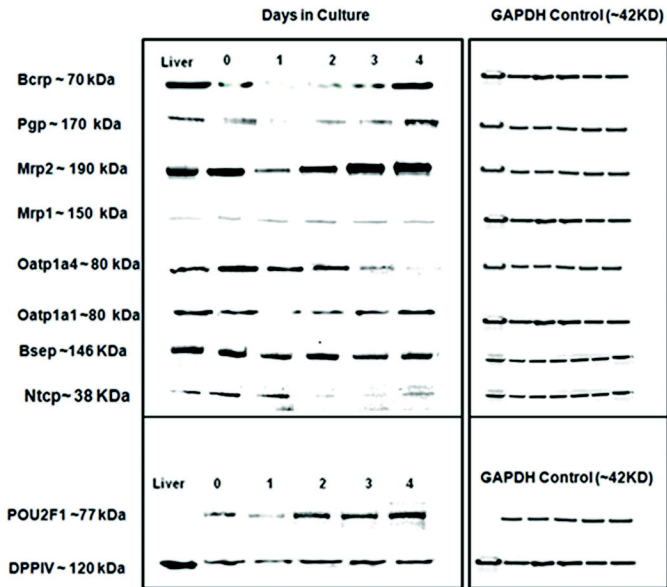 Days in Culture GAPDH Control (~42KD)
Liver 0 1 2 3 4
Bcrp ~ 70 kDa
Pgp ~ 170 kDa
Mrp2 ~ 190 kDa
Mrp1 ~ 150 kDa
Oatp1a4 ~ 80 kDa
Oatp1a1 ~80 kDa
Bsep ~146 KDa
Ntcp~ 38 KDa
Liver 0 1 2 3 4 GAPDH Control (~42KD)
POU2F1 ~77 kDa
DPPIV ~ 120 kDa